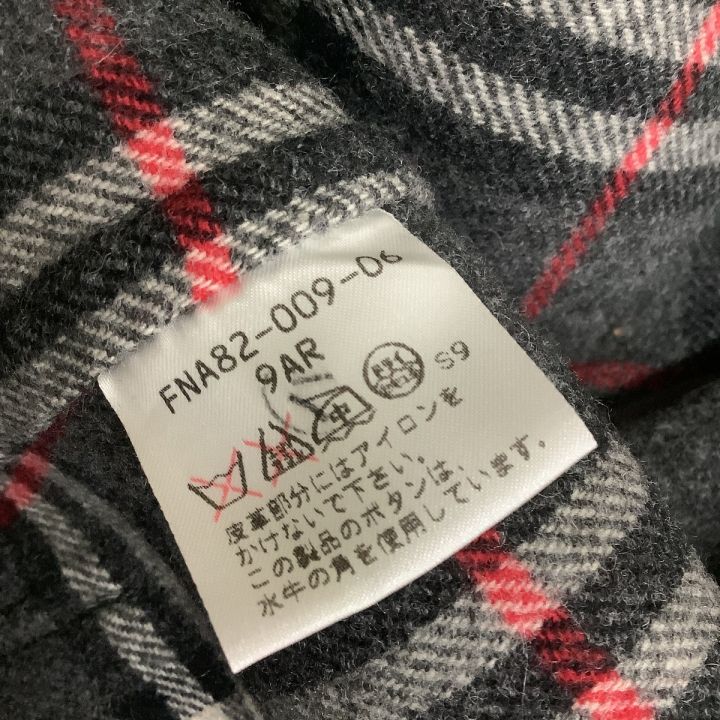 FNA82-009-06
9AR
中 S9
皮革部分にはアイロンを
かけないで下さい。
この製品のボタンは、
水牛の角を使用しています。